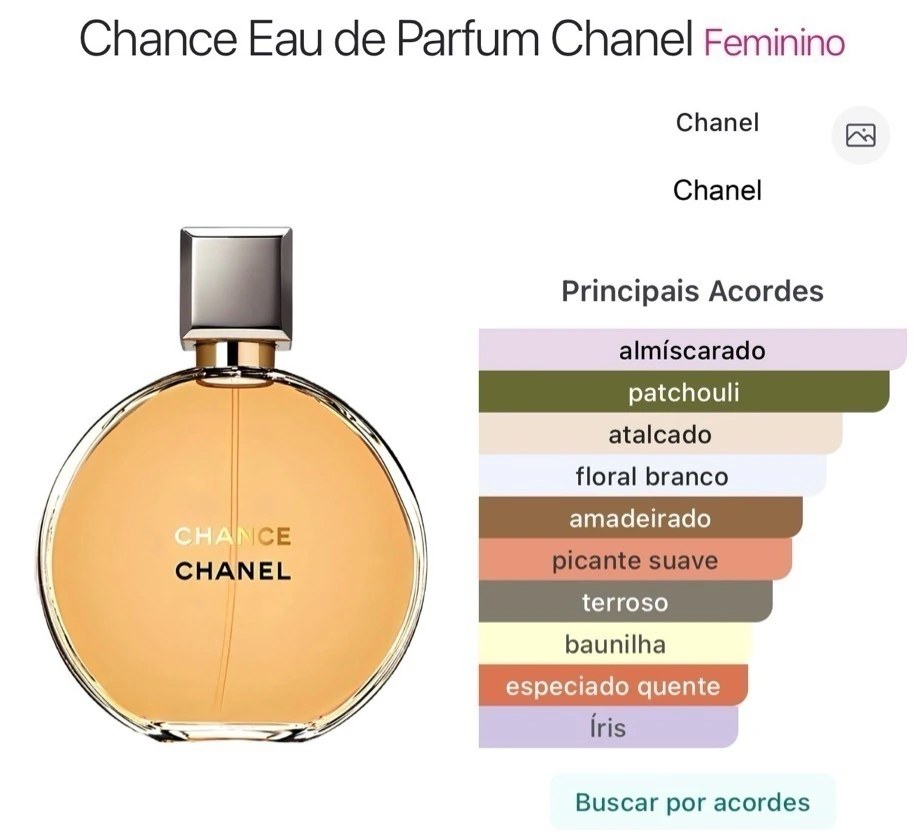 Chance Eau de Parfum Chanel Feminino
Chanel
Chanel
Principais Acordes
almíscarado
patchouli
atalcado
floral branco
amadeirado
picante suave
terroso
baunilha
especiado quente
Íris
Buscar por acordes
CHANCE
CHANEL